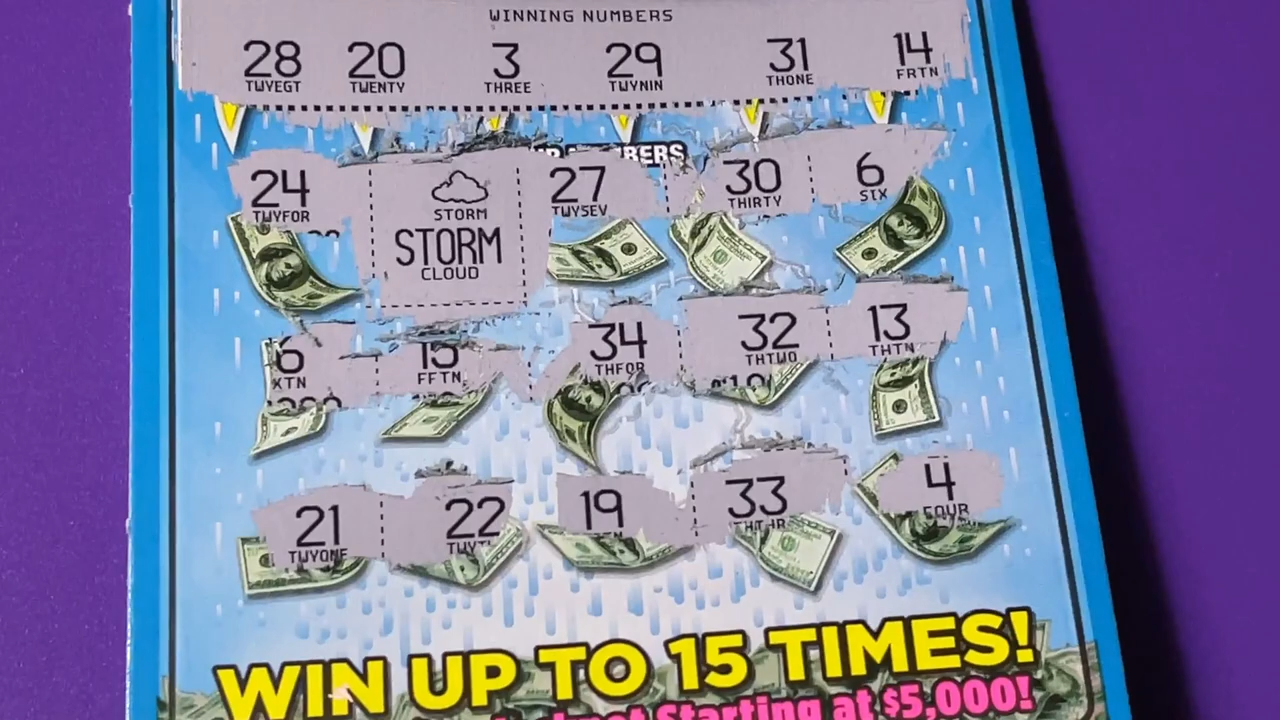 WINNING NUMBERS
28 20 3 29 31 14
TWYEGT TWENTY THREE TWYNIN THONE FRTN
24 STORM 27 30 6
TWYFOR STORM CLOUD TWYSEV THIRTY SIX
6 15 34 32 13
FFTN THFOR THTWO THTN
21 22 19 33 4
TWYONE FOUR
WIN UP TO 15 TIMES!
Starting at $5,000!